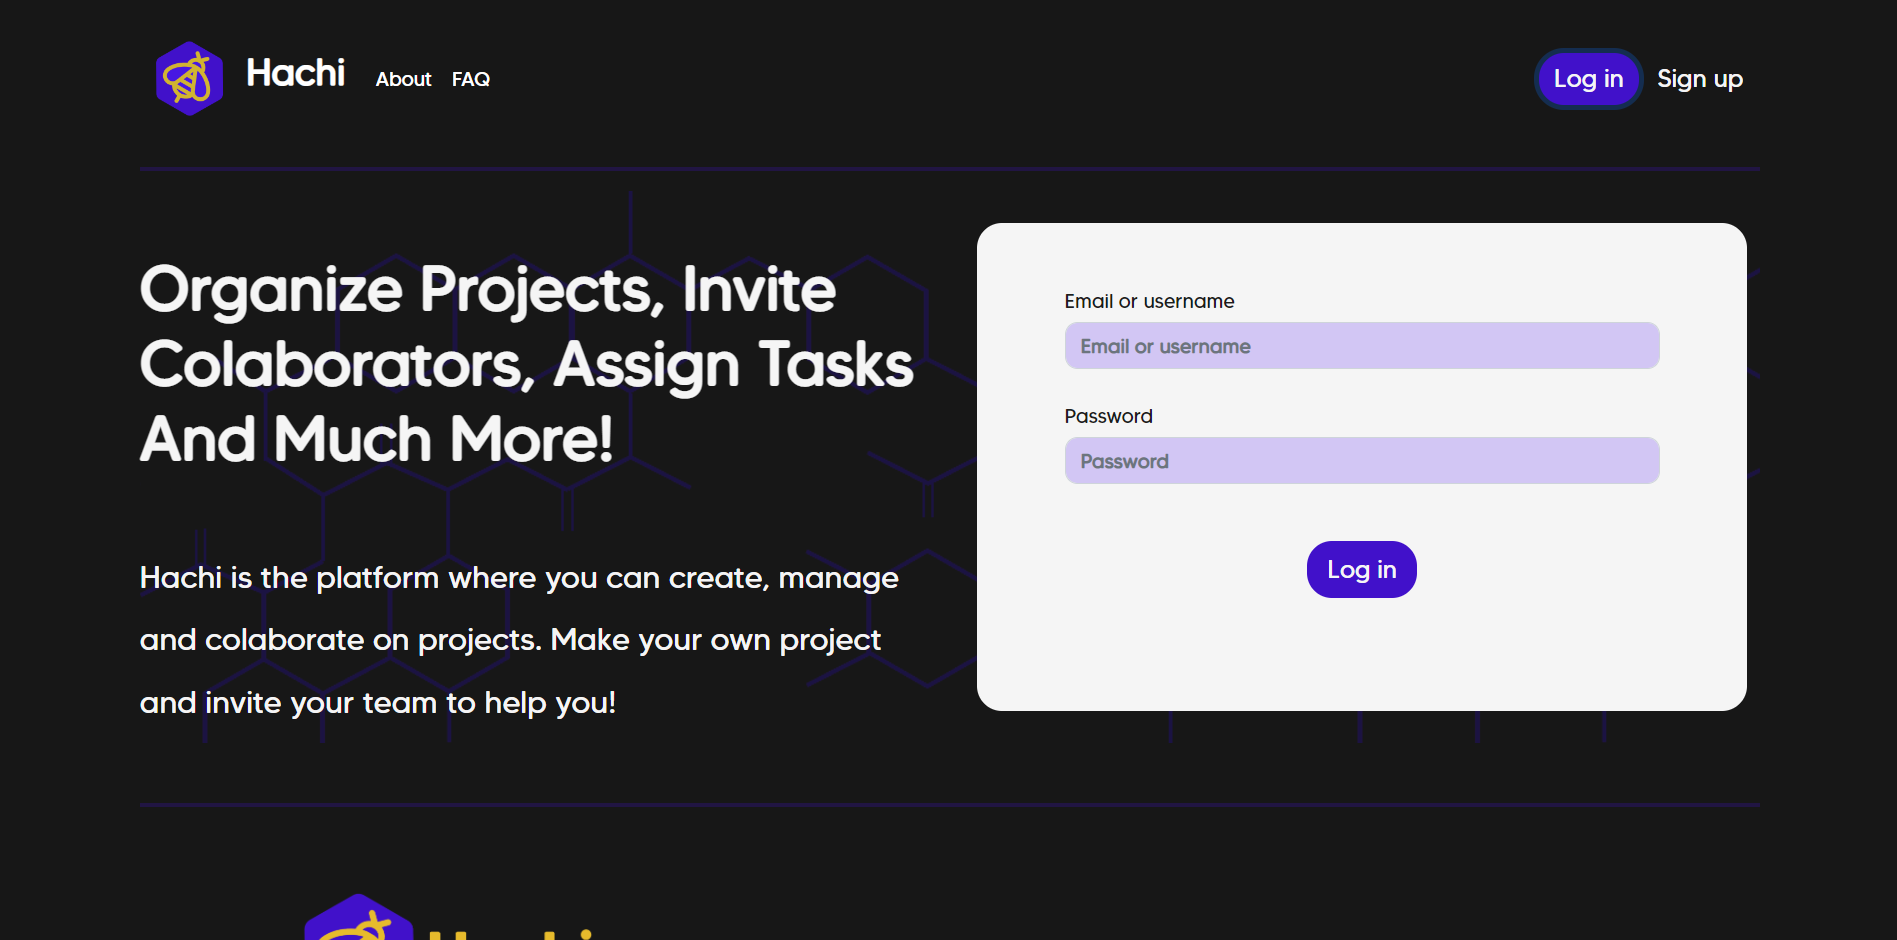 Hachi
About
FAQ
Log in
Sign up
Organize Projects, Invite
Colaborators, Assign Tasks
And Much More!
Hachi is the platform where you can create, manage
and colaborate on projects. Make your own project
and invite your team to help you!
Email or username
Email or username
Password
Password
Log in